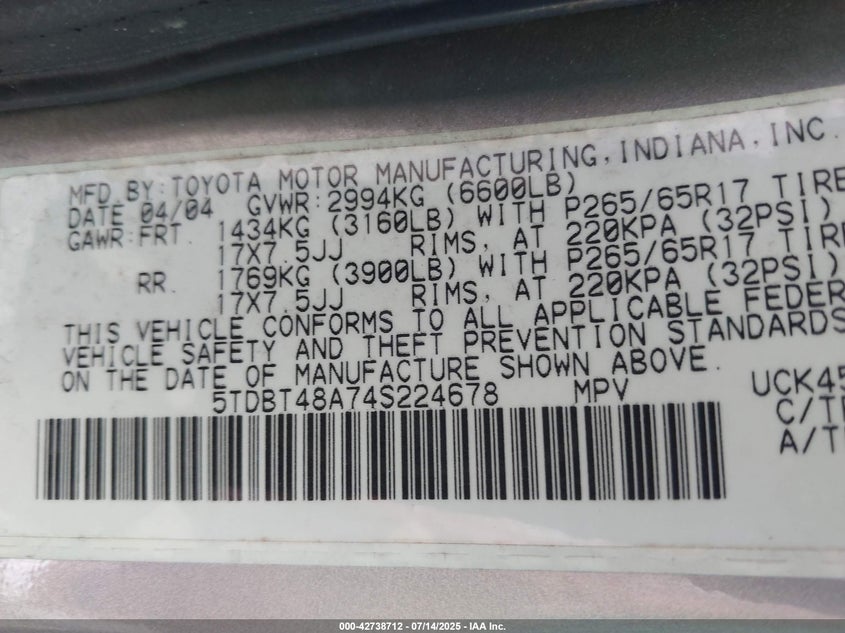 MFD BY: TOYOTA MOTOR MANUFACTURING, INDIANA, INC.
DATE 04/04 GVWR: 2994KG (6600LB)
GAWR: FRT. 1434KG (3160LB) WITH P265/65R17 TIRE
17X7.5JJ RIMS, AT 220KPA (32PSI)
RR. 1769KG (3900LB) WITH P265/65R17 TIRE
17X7.5JJ RIMS, AT 220KPA (32PSI)
THIS VEHICLE CONFORMS TO ALL APPLICABLE FEDER
VEHICLE SAFETY AND THEFT PREVENTION STANDARDS
ON THE DATE OF MANUFACTURE SHOWN ABOVE.
5TDBT48A74S224678 MPV UCK45
C/T
A/T
000-42738712 - 07/14/2025 - IAA Inc.